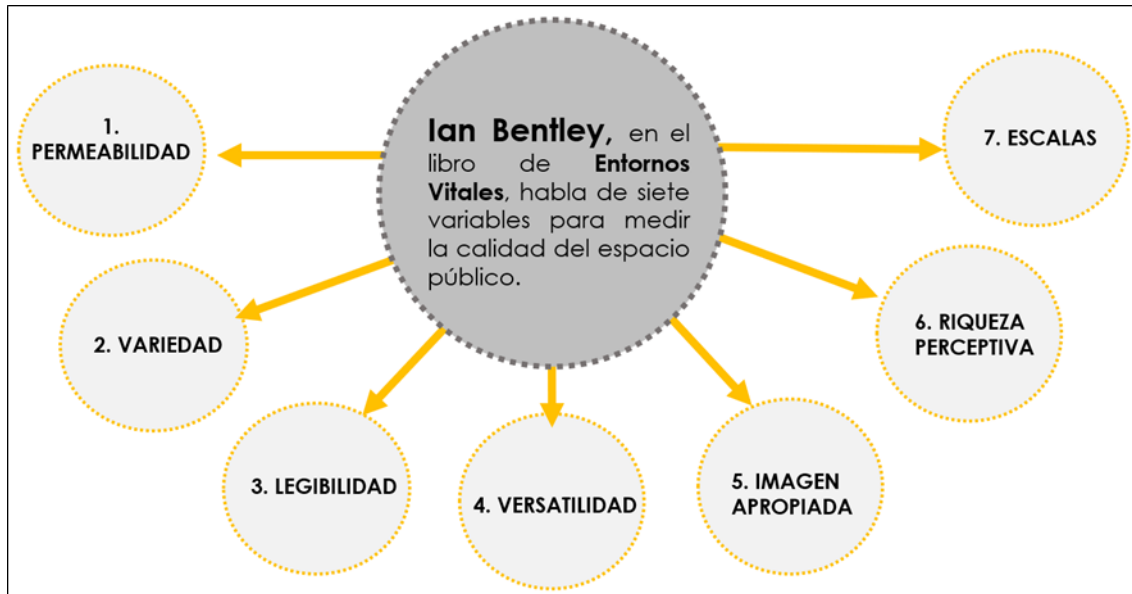 Ian Bentley, en el
libro de Entornos
Vitales, habla de siete
variables para medir
la calidad del espacio
público.
1.
PERMEABILIDAD
2. VARIEDAD
3. LEGIBILIDAD
4. VERSATILIDAD
5. IMAGEN
APROPIADA
6. RIQUEZA
PERCEPTIVA
7. ESCALAS